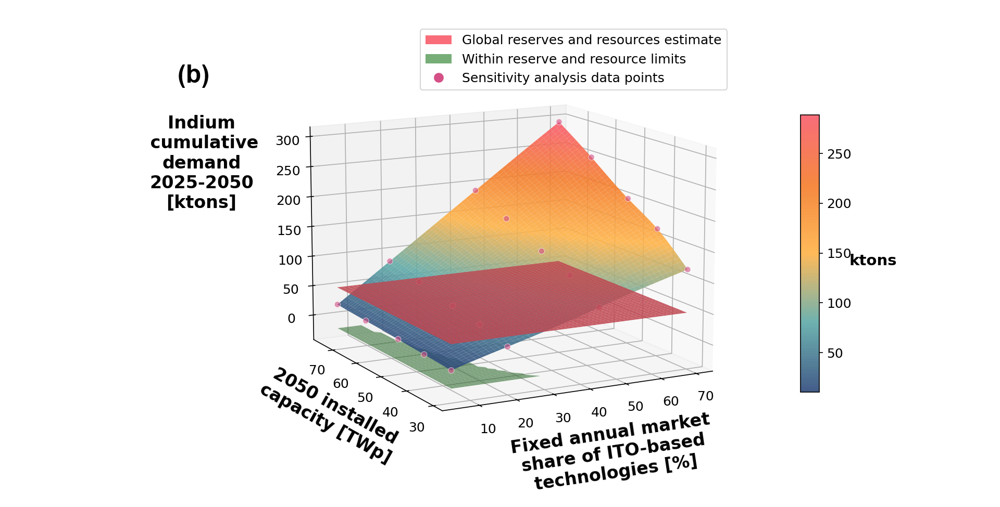 Global reserves and resources estimate
Within reserve and resource limits
Sensitivity analysis data points
(b)
Indium
cumulative
demand
2025-2050
[ktons]
300
250
200
150
100
50
0
70
60
50
40
30
2050 installed
capacity [TWp]
10
20
30
40
50
60
70
Fixed annual market
share of ITO-based
technologies [%]
250
200
150
100
50
ktons